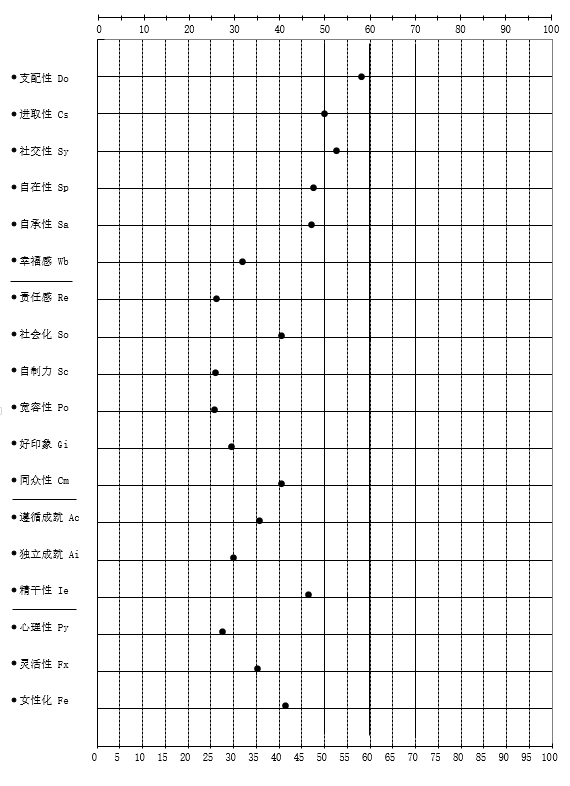 0 10 20 30 40 50 60 70 80 90 100
支配性 Do
进取性 Cs
社交性 Sy
自在性 Sp
自承性 Sa
幸福感 Wb
责任感 Re
社会化 So
自制力 Sc
宽容性 Po
好印象 Gi
同众性 Cm
遵循成就 Ac
独立成就 Ai
精干性 Ie
心理性 Py
灵活性 Fx
女性化 Fe
0 5 10 15 20 25 30 35 40 45 50 55 60 65 70 75 80 85 90 95 100